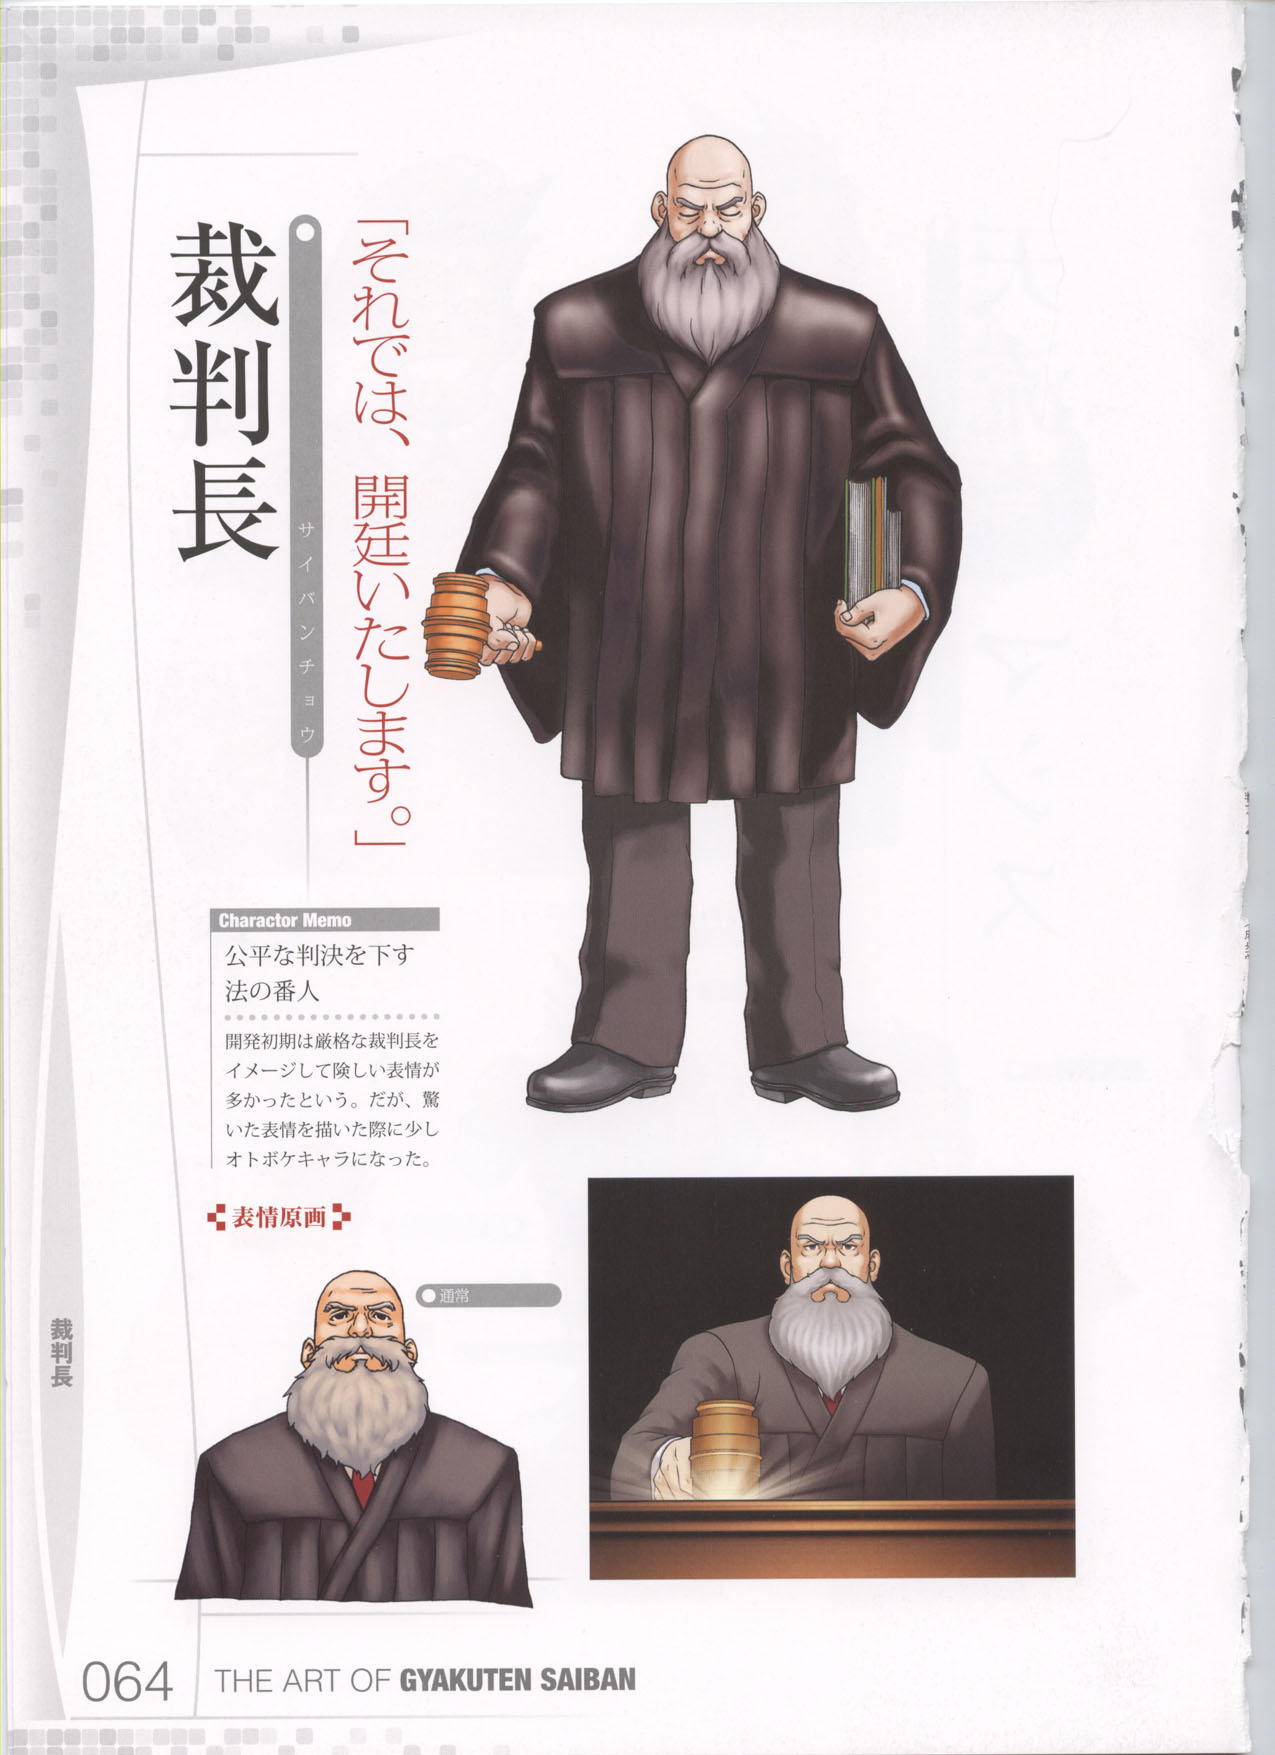 裁判長
サイバンチョウ
「それでは、開廷いたします。」
Charactor Memo
公平な判決を下す
法の番人
開発初期は厳格な裁判長を
イメージして険しい表情が
多かったという。だが、驚
いた表情を描いた際に少し
オトボケキャラになった。
表情原画
通常
裁判長
064 THE ART OF GYAKUTEN SAIBAN